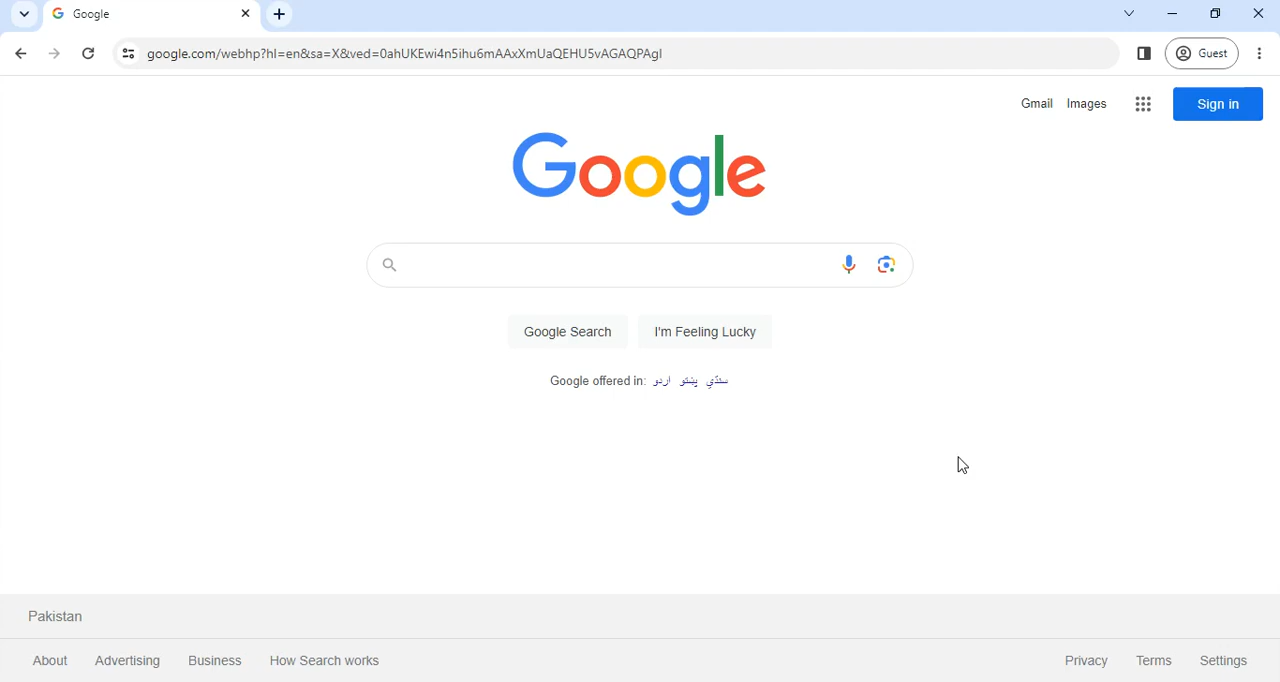 Google
google.com/webhp?hl=en&sa=X&ved=0ahUKEwi4n5ihu6mAAxXmUaQEHU5vAGAQPAgI
Guest
Gmail Images Sign in
Google
Google Search I'm Feeling Lucky
Google offered in: اردو پښتو سنڌي
Pakistan
About Advertising Business How Search works Privacy Terms Settings